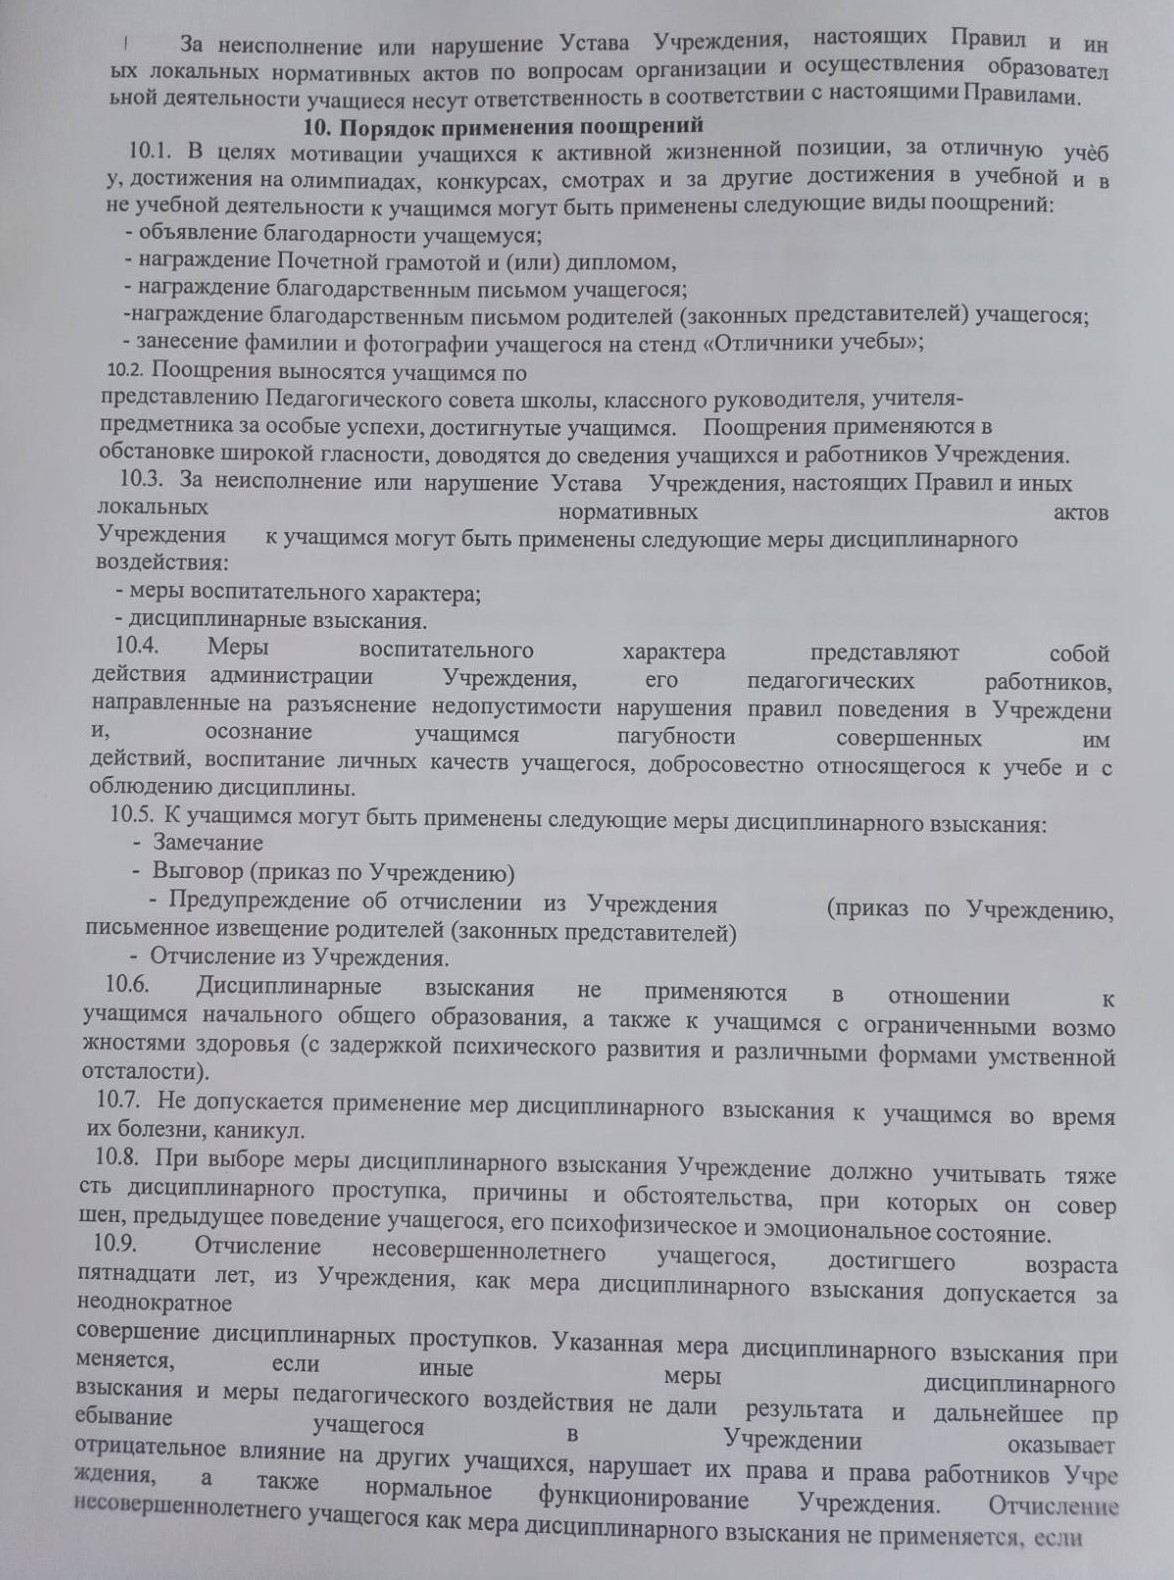 За неисполнение или нарушение Устава Учреждения, настоящих Правил и ин
ых локальных нормативных актов по вопросам организации и осуществления образовател
ьной деятельности учащиеся несут ответственность в соответствии с настоящими Правилами.
10. Порядок применения поощрений
10.1. В целях мотивации учащихся к активной жизненной позиции, за отличную учёб
у, достижения на олимпиадах, конкурсах, смотрах и за другие достижения в учебной и в
не учебной деятельности к учащимся могут быть применены следующие виды поощрений:
- объявление благодарности учащемуся;
- награждение Почетной грамотой и (или) дипломом,
- награждение благодарственным письмом учащегося;
-награждение благодарственным письмом родителей (законных представителей) учащегося;
- занесение фамилии и фотографии учащегося на стенд «Отличники учебы»;
10.2. Поощрения выносятся учащимся по
представлению Педагогического совета школы, классного руководителя, учителя-
предметника за особые успехи, достигнутые учащимся. Поощрения применяются в
обстановке широкой гласности, доводятся до сведения учащихся и работников Учреждения.
10.3. За неисполнение или нарушение Устава Учреждения, настоящих Правил и иных
локальных нормативных актов
Учреждения к учащимся могут быть применены следующие меры дисциплинарного
воздействия:
- меры воспитательного характера;
- дисциплинарные взыскания.
10.4. Меры воспитательного характера представляют собой
действия администрации Учреждения, его педагогических работников,
направленные на разъяснение недопустимости нарушения правил поведения в Учреждени
и, осознание учащимся пагубности совершенных им
действий, воспитание личных качеств учащегося, добросовестно относящегося к учебе и с
облюдению дисциплины.
10.5. К учащимся могут быть применены следующие меры дисциплинарного взыскания:
- Замечание
- Выговор (приказ по Учреждению)
- Предупреждение об отчислении из Учреждения (приказ по Учреждению,
письменное извещение родителей (законных представителей)
- Отчисление из Учреждения.
10.6. Дисциплинарные взыскания не применяются в отношении к
учащимся начального общего образования, а также к учащимся с ограниченными возмо
жностями здоровья (с задержкой психического развития и различными формами умственной
отсталости).
10.7. Не допускается применение мер дисциплинарного взыскания к учащимся во время
их болезни, каникул.
10.8. При выборе меры дисциплинарного взыскания Учреждение должно учитывать тяже
сть дисциплинарного проступка, причины и обстоятельства, при которых он совер
шен, предыдущее поведение учащегося, его психофизическое и эмоциональное состояние.
10.9. Отчисление несовершеннолетнего учащегося, достигшего возраста
пятнадцати лет, из Учреждения, как мера дисциплинарного взыскания допускается за
неоднократное
совершение дисциплинарных проступков. Указанная мера дисциплинарного взыскания при
меняется, если иные меры дисциплинарного
взыскания и меры педагогического воздействия не дали результата и дальнейшее пр
ебывание учащегося в Учреждении оказывает
отрицательное влияние на других учащихся, нарушает их права и права работников Учре
ждения, а также нормальное функционирование Учреждения. Отчисление
несовершеннолетнего учащегося как мера дисциплинарного взыскания не применяется, если